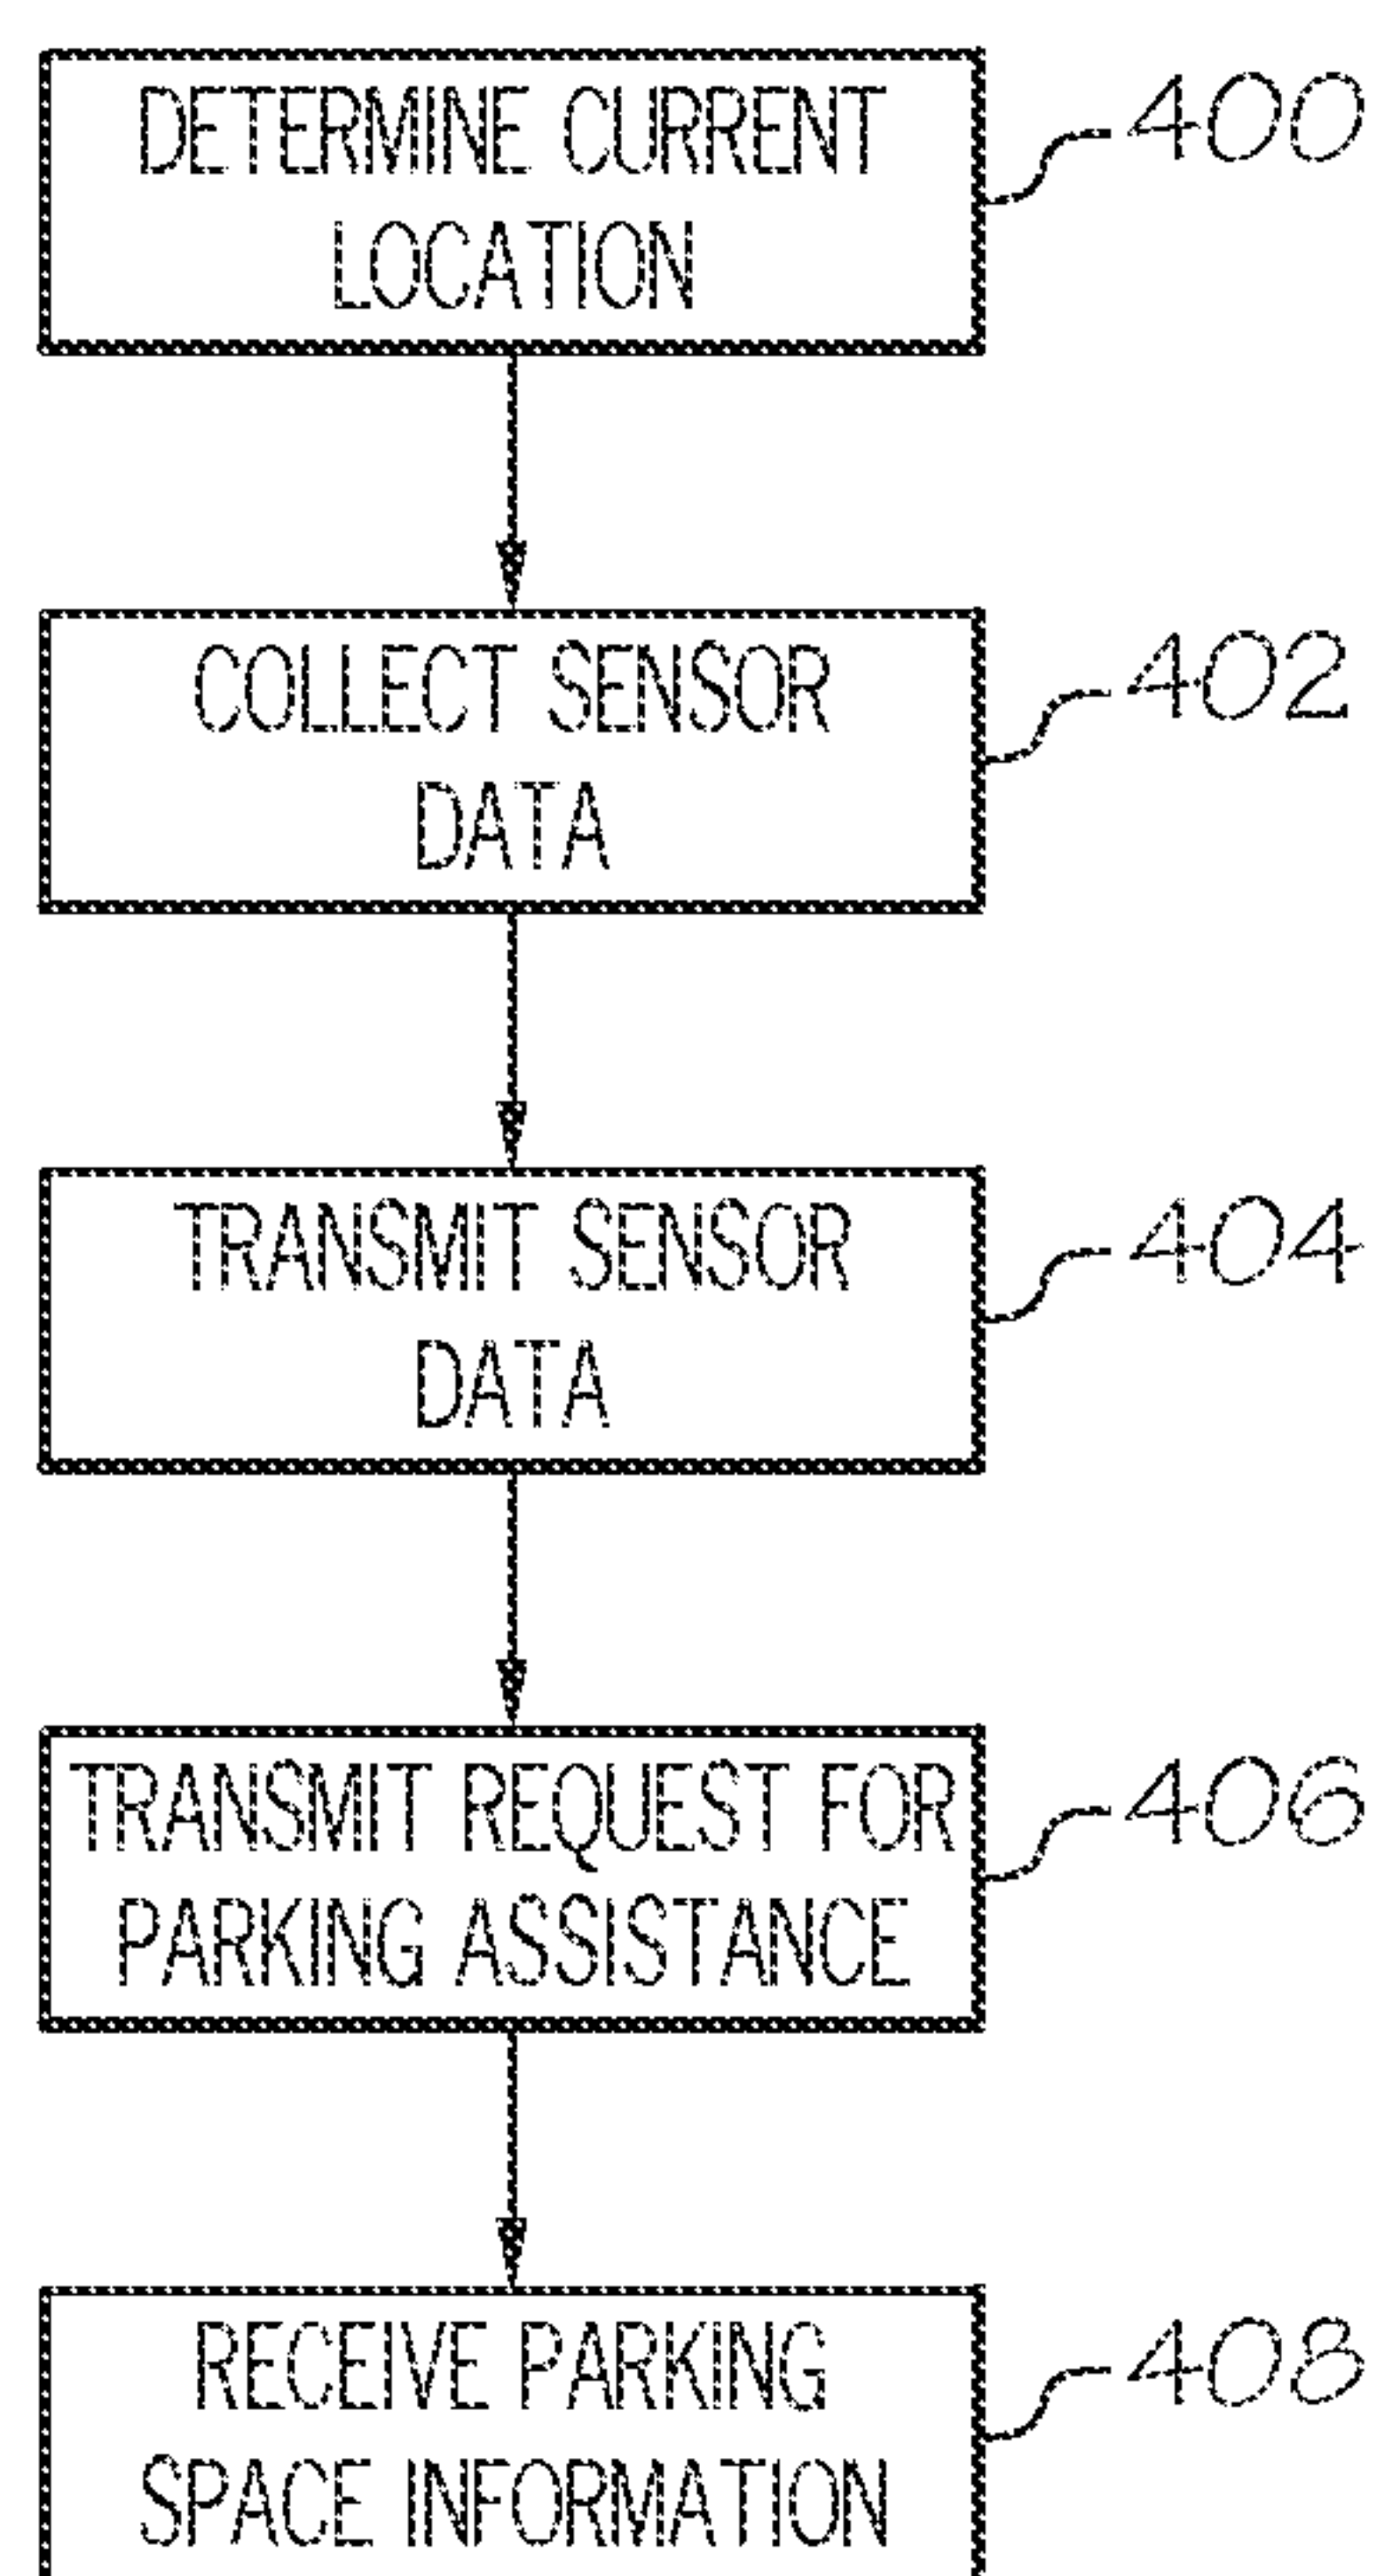 DETERMINE CURRENT
LOCATION
400
COLLECT SENSOR
DATA
402
TRANSMIT SENSOR
DATA
404
TRANSMIT REQUEST FOR
PARKING ASSISTANCE
406
RECEIVE PARKING
SPACE INFORMATION
408